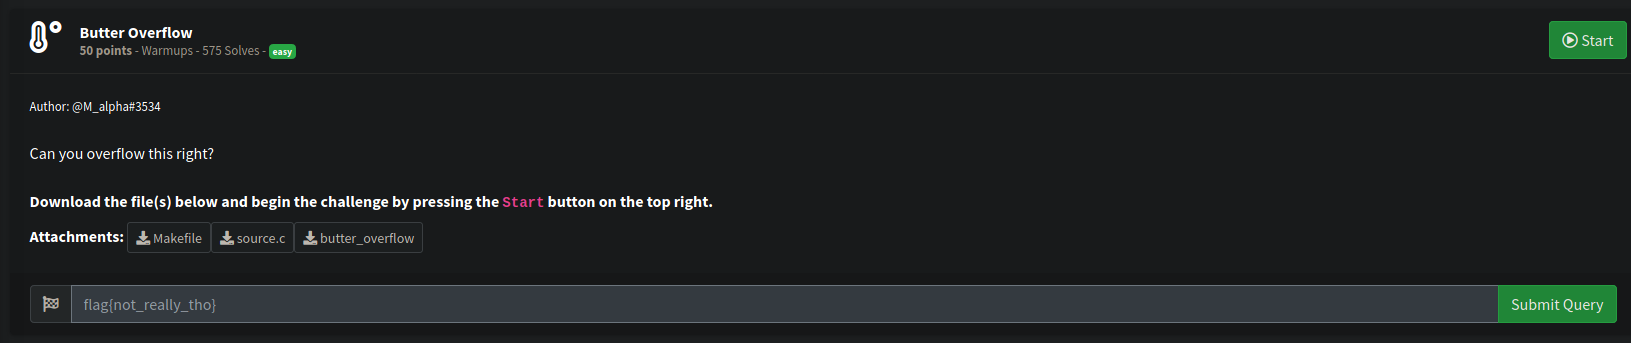 Butter Overflow
50 points - Warmups - 575 Solves - easy
Start
Author: @M_alpha#3534
Can you overflow this right?
Download the file(s) below and begin the challenge by pressing the Start button on the top right.
Attachments: Makefile source.c butter_overflow
flag{not_really_tho} Submit Query